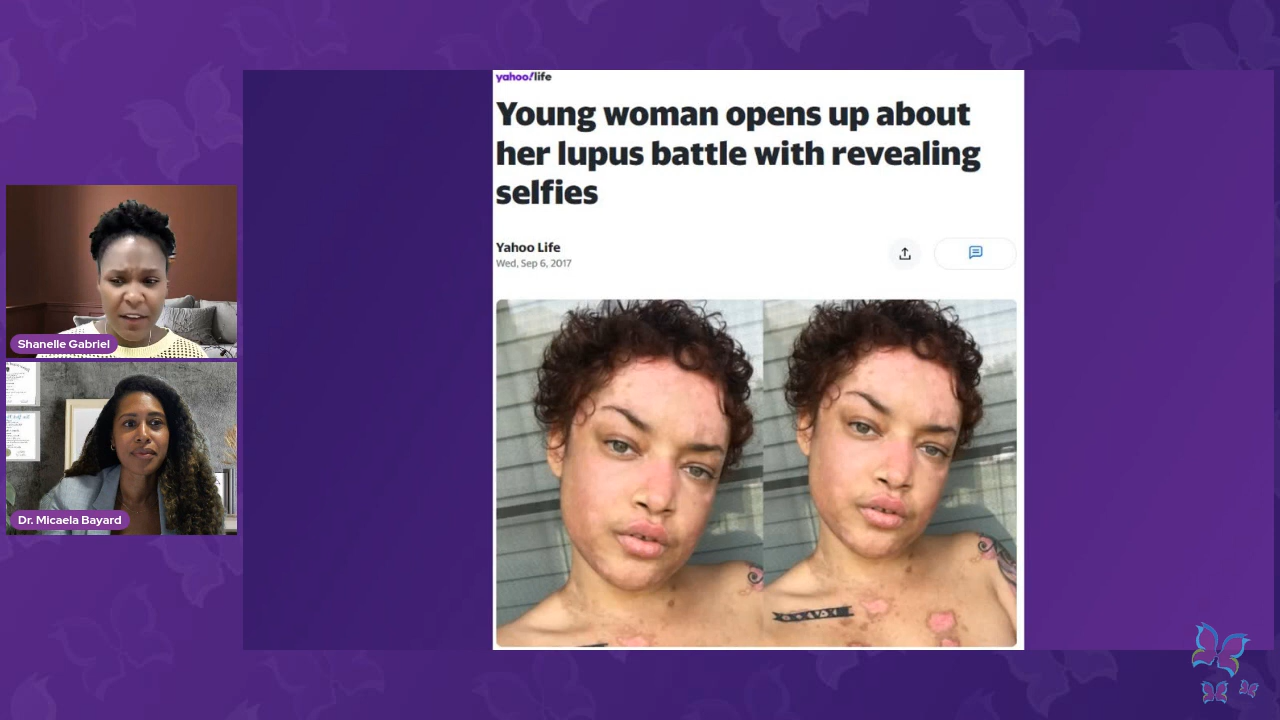 yahoo!life
Young woman opens up about
her lupus battle with revealing
selfies
Yahoo Life
Wed, Sep 6, 2017
Shanelle Gabriel
Dr. Micaela Bayard